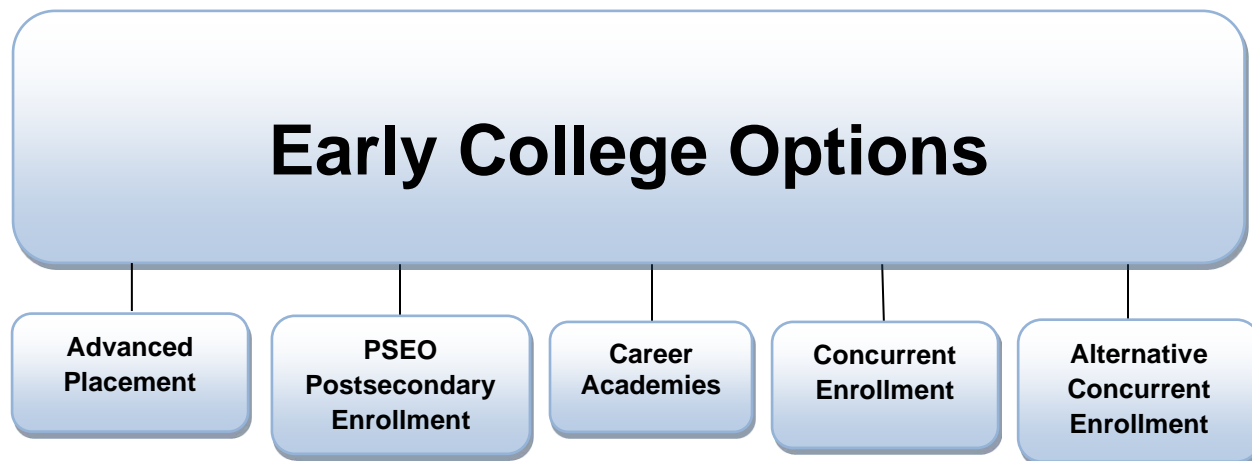 Early College Options
Advanced
Placement
PSEO
Postsecondary
Enrollment
Career
Academies
Concurrent
Enrollment
Alternative
Concurrent
Enrollment